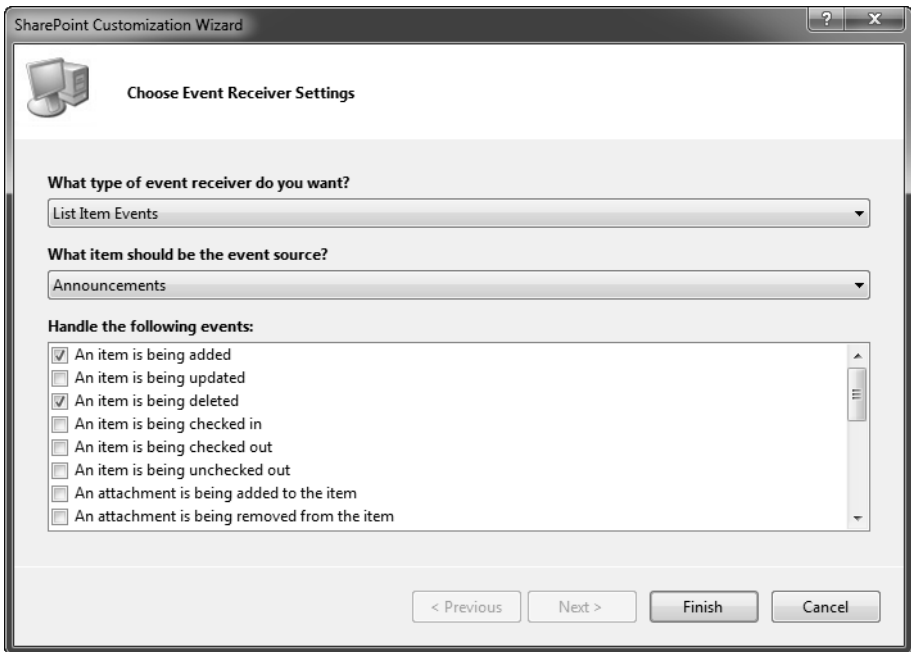 SharePoint Customization Wizard
? X
Choose Event Receiver Settings
What type of event receiver do you want?
List Item Events
What item should be the event source?
Announcements
Handle the following events:
An item is being added
An item is being updated
An item is being deleted
An item is being checked in
An item is being checked out
An item is being unchecked out
An attachment is being added to the item
An attachment is being removed from the item
< Previous Next > Finish Cancel